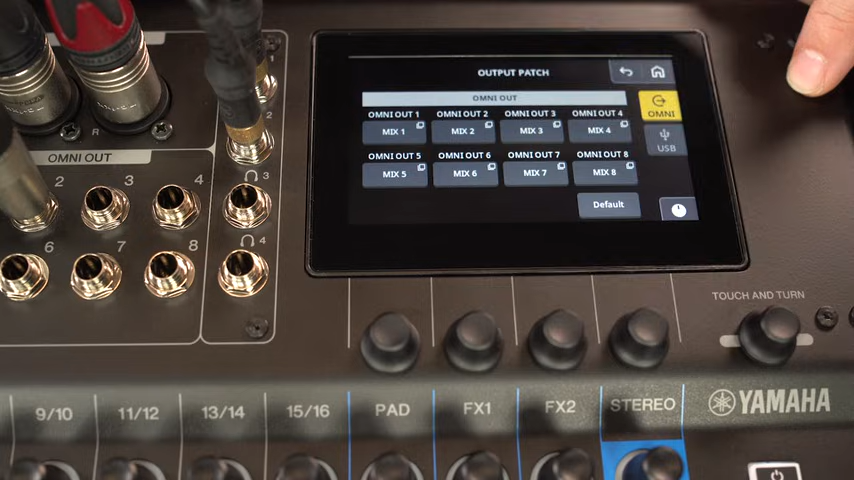 OUTPUT PATCH
OMNI OUT
OMNI OUT 1
OMNI OUT 2
OMNI OUT 3
OMNI OUT 4
MIX 1
MIX 2
MIX 3
MIX 4
OMNI OUT 5
OMNI OUT 6
OMNI OUT 7
OMNI OUT 8
MIX 5
MIX 6
MIX 7
MIX 8
Default
OMNI
USB
R
OMNI OUT
2
3
4
6
7
8
2
3
4
TOUCH AND TURN
9/10
11/12
13/14
15/16
PAD
FX1
FX2
STEREO
YAMAHA